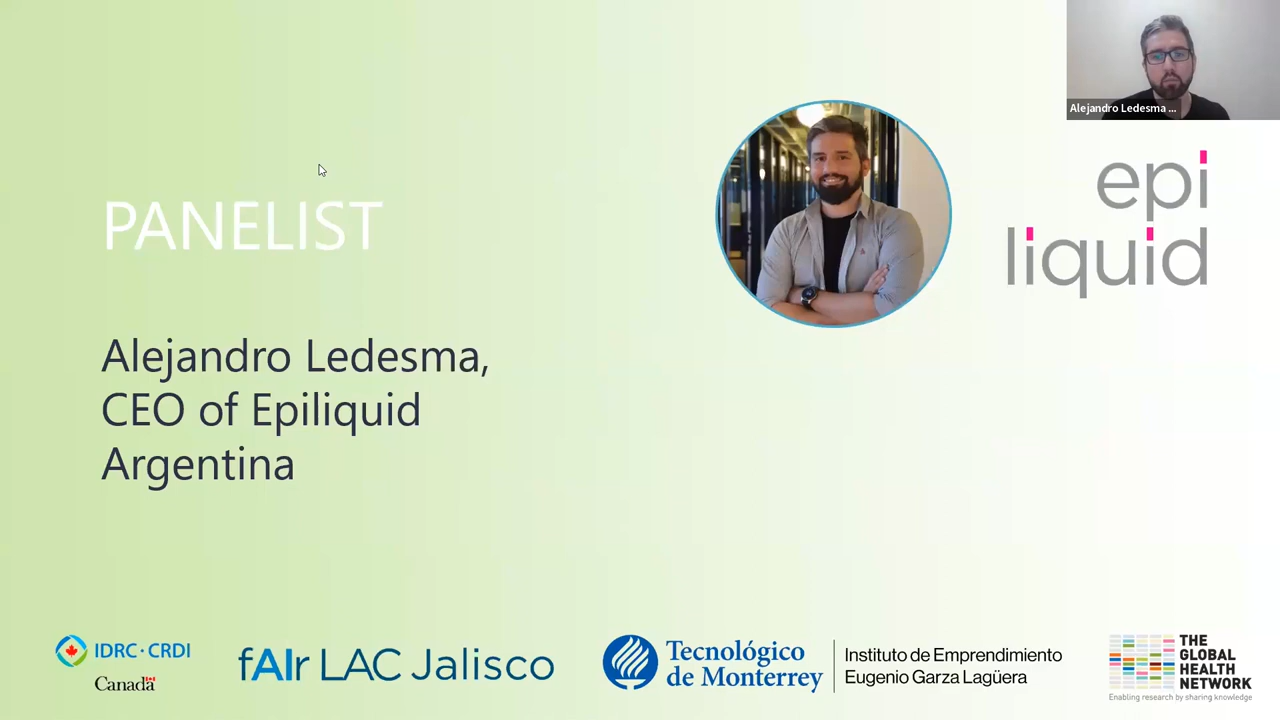 Alejandro Ledesma ...
epi
liquid
PANELIST
Alejandro Ledesma,
CEO of Epiliquid
Argentina
IDRC · CRDI
Canada
fAIr LAC Jalisco
Tecnológico
de Monterrey
Instituto de Emprendimiento
Eugenio Garza Lagüera
THE
GLOBAL
HEALTH
NETWORK
Enabling research by sharing knowledge